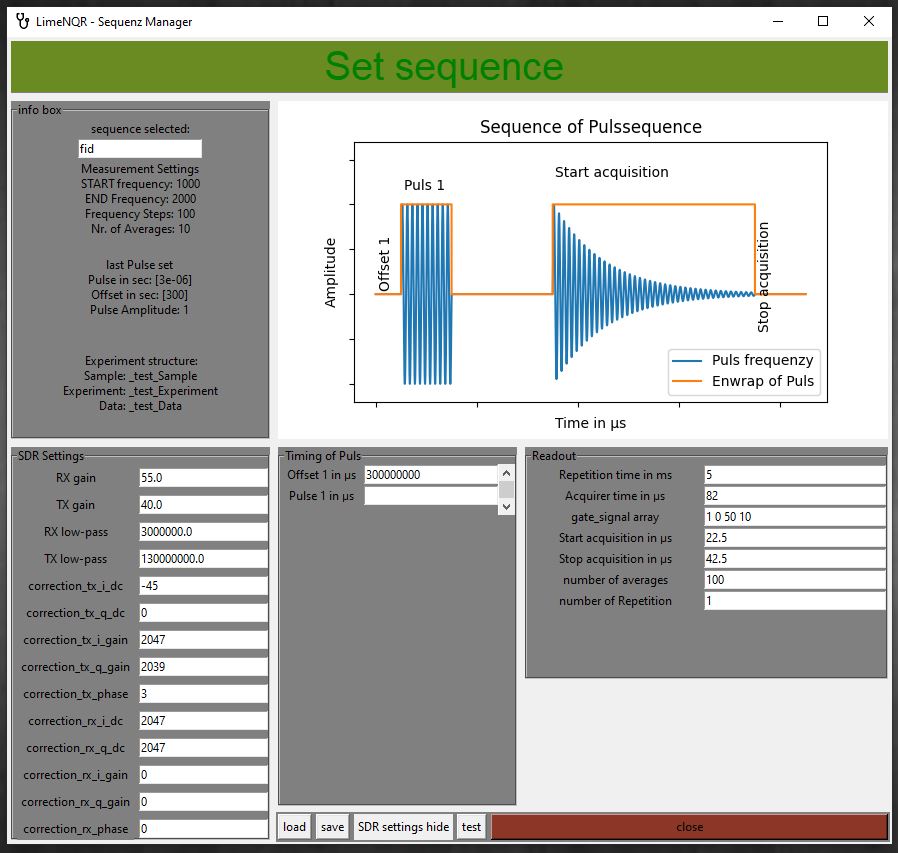 LimeNQR - Sequenz Manager
Set sequence
info box
sequence selected:
fid
Measurement Settings
START frequency: 1000
END Frequency: 2000
Frequency Steps: 100
Nr. of Averages: 10
last Pulse set
Pulse in sec: [3e-06]
Offset in sec: [300]
Pulse Amplitude: 1
Experiment structure:
Sample: _test_Sample
Experiment: _test_Experiment
Data: _test_Data
Sequence of Pulssequence
Amplitude
Offset 1
Puls 1
Start acquisition
Stop acquisition
Puls frequenzy
Enwrap of Puls
Time in µs
SDR Settings
RX gain 55.0
TX gain 40.0
RX low-pass 3000000.0
TX low-pass 130000000.0
correction_tx_i_dc -45
correction_tx_q_dc 0
correction_tx_i_gain 2047
correction_tx_q_gain 2039
correction_tx_phase 3
correction_rx_i_dc 2047
correction_rx_q_dc 2047
correction_rx_i_gain 0
correction_rx_q_gain 0
correction_rx_phase 0
Timing of Puls
Offset 1 in µs 300000000
Pulse 1 in µs
Readout
Repetition time in ms 5
Acquirer time in µs 82
gate_signal array 1 0 50 10
Start acquisition in µs 22.5
Stop acquisition in µs 42.5
number of averages 100
number of Repetition 1
load save SDR settings hide test close